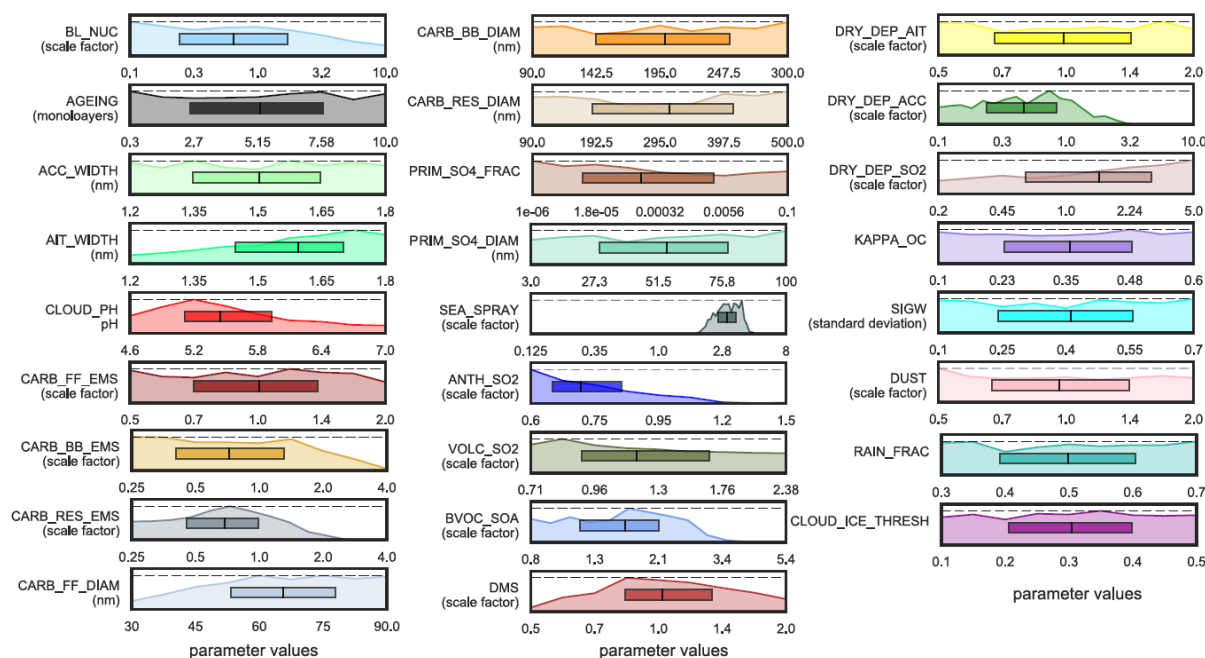 BL_NUC
(scale factor)
0.1 0.3 1.0 3.2 10.0
AGEING
(monoloayers)
0.3 2.7 5.15 7.58 10.0
ACC_WIDTH
(nm)
1.2 1.35 1.5 1.65 1.8
AIT_WIDTH
(nm)
1.2 1.35 1.5 1.65 1.8
CLOUD_PH
pH
4.6 5.2 5.8 6.4 7.0
CARB_FF_EMS
(scale factor)
0.5 0.7 1.0 1.4 2.0
CARB_BB_EMS
(scale factor)
0.25 0.5 1.0 2.0 4.0
CARB_RES_EMS
(scale factor)
0.25 0.5 1.0 2.0 4.0
CARB_FF_DIAM
(nm)
30 45 60 75 90.0
parameter values
CARB_BB_DIAM
(nm)
90.0 142.5 195.0 247.5 300.0
CARB_RES_DIAM
(nm)
90.0 192.5 295.0 397.5 500.0
PRIM_SO4_FRAC
1e-06 1.8e-05 0.00032 0.0056 0.1
PRIM_SO4_DIAM
(nm)
3.0 27.3 51.5 75.8 100
SEA_SPRAY
(scale factor)
0.125 0.35 1.0 2.8 8
ANTH_SO2
(scale factor)
0.6 0.75 0.95 1.2 1.5
VOLC_SO2
(scale factor)
0.71 0.96 1.3 1.76 2.38
BVOC_SOA
(scale factor)
0.8 1.3 2.1 3.4 5.4
DMS
(scale factor)
0.5 0.7 1.0 1.4 2.0
parameter values
DRY_DEP_AIT
(scale factor)
0.5 0.7 1.0 1.4 2.0
DRY_DEP_ACC
(scale factor)
0.1 0.3 1.0 3.2 10.0
DRY_DEP_SO2
(scale factor)
0.2 0.45 1.0 2.24 5.0
KAPPA_OC
0.1 0.23 0.35 0.48 0.6
SIGW
(standard deviation)
0.1 0.25 0.4 0.55 0.7
DUST
(scale factor)
0.5 0.7 1.0 1.4 2.0
RAIN_FRAC
0.3 0.4 0.5 0.6 0.7
CLOUD_ICE_THRESH
0.1 0.2 0.3 0.4 0.5
parameter values